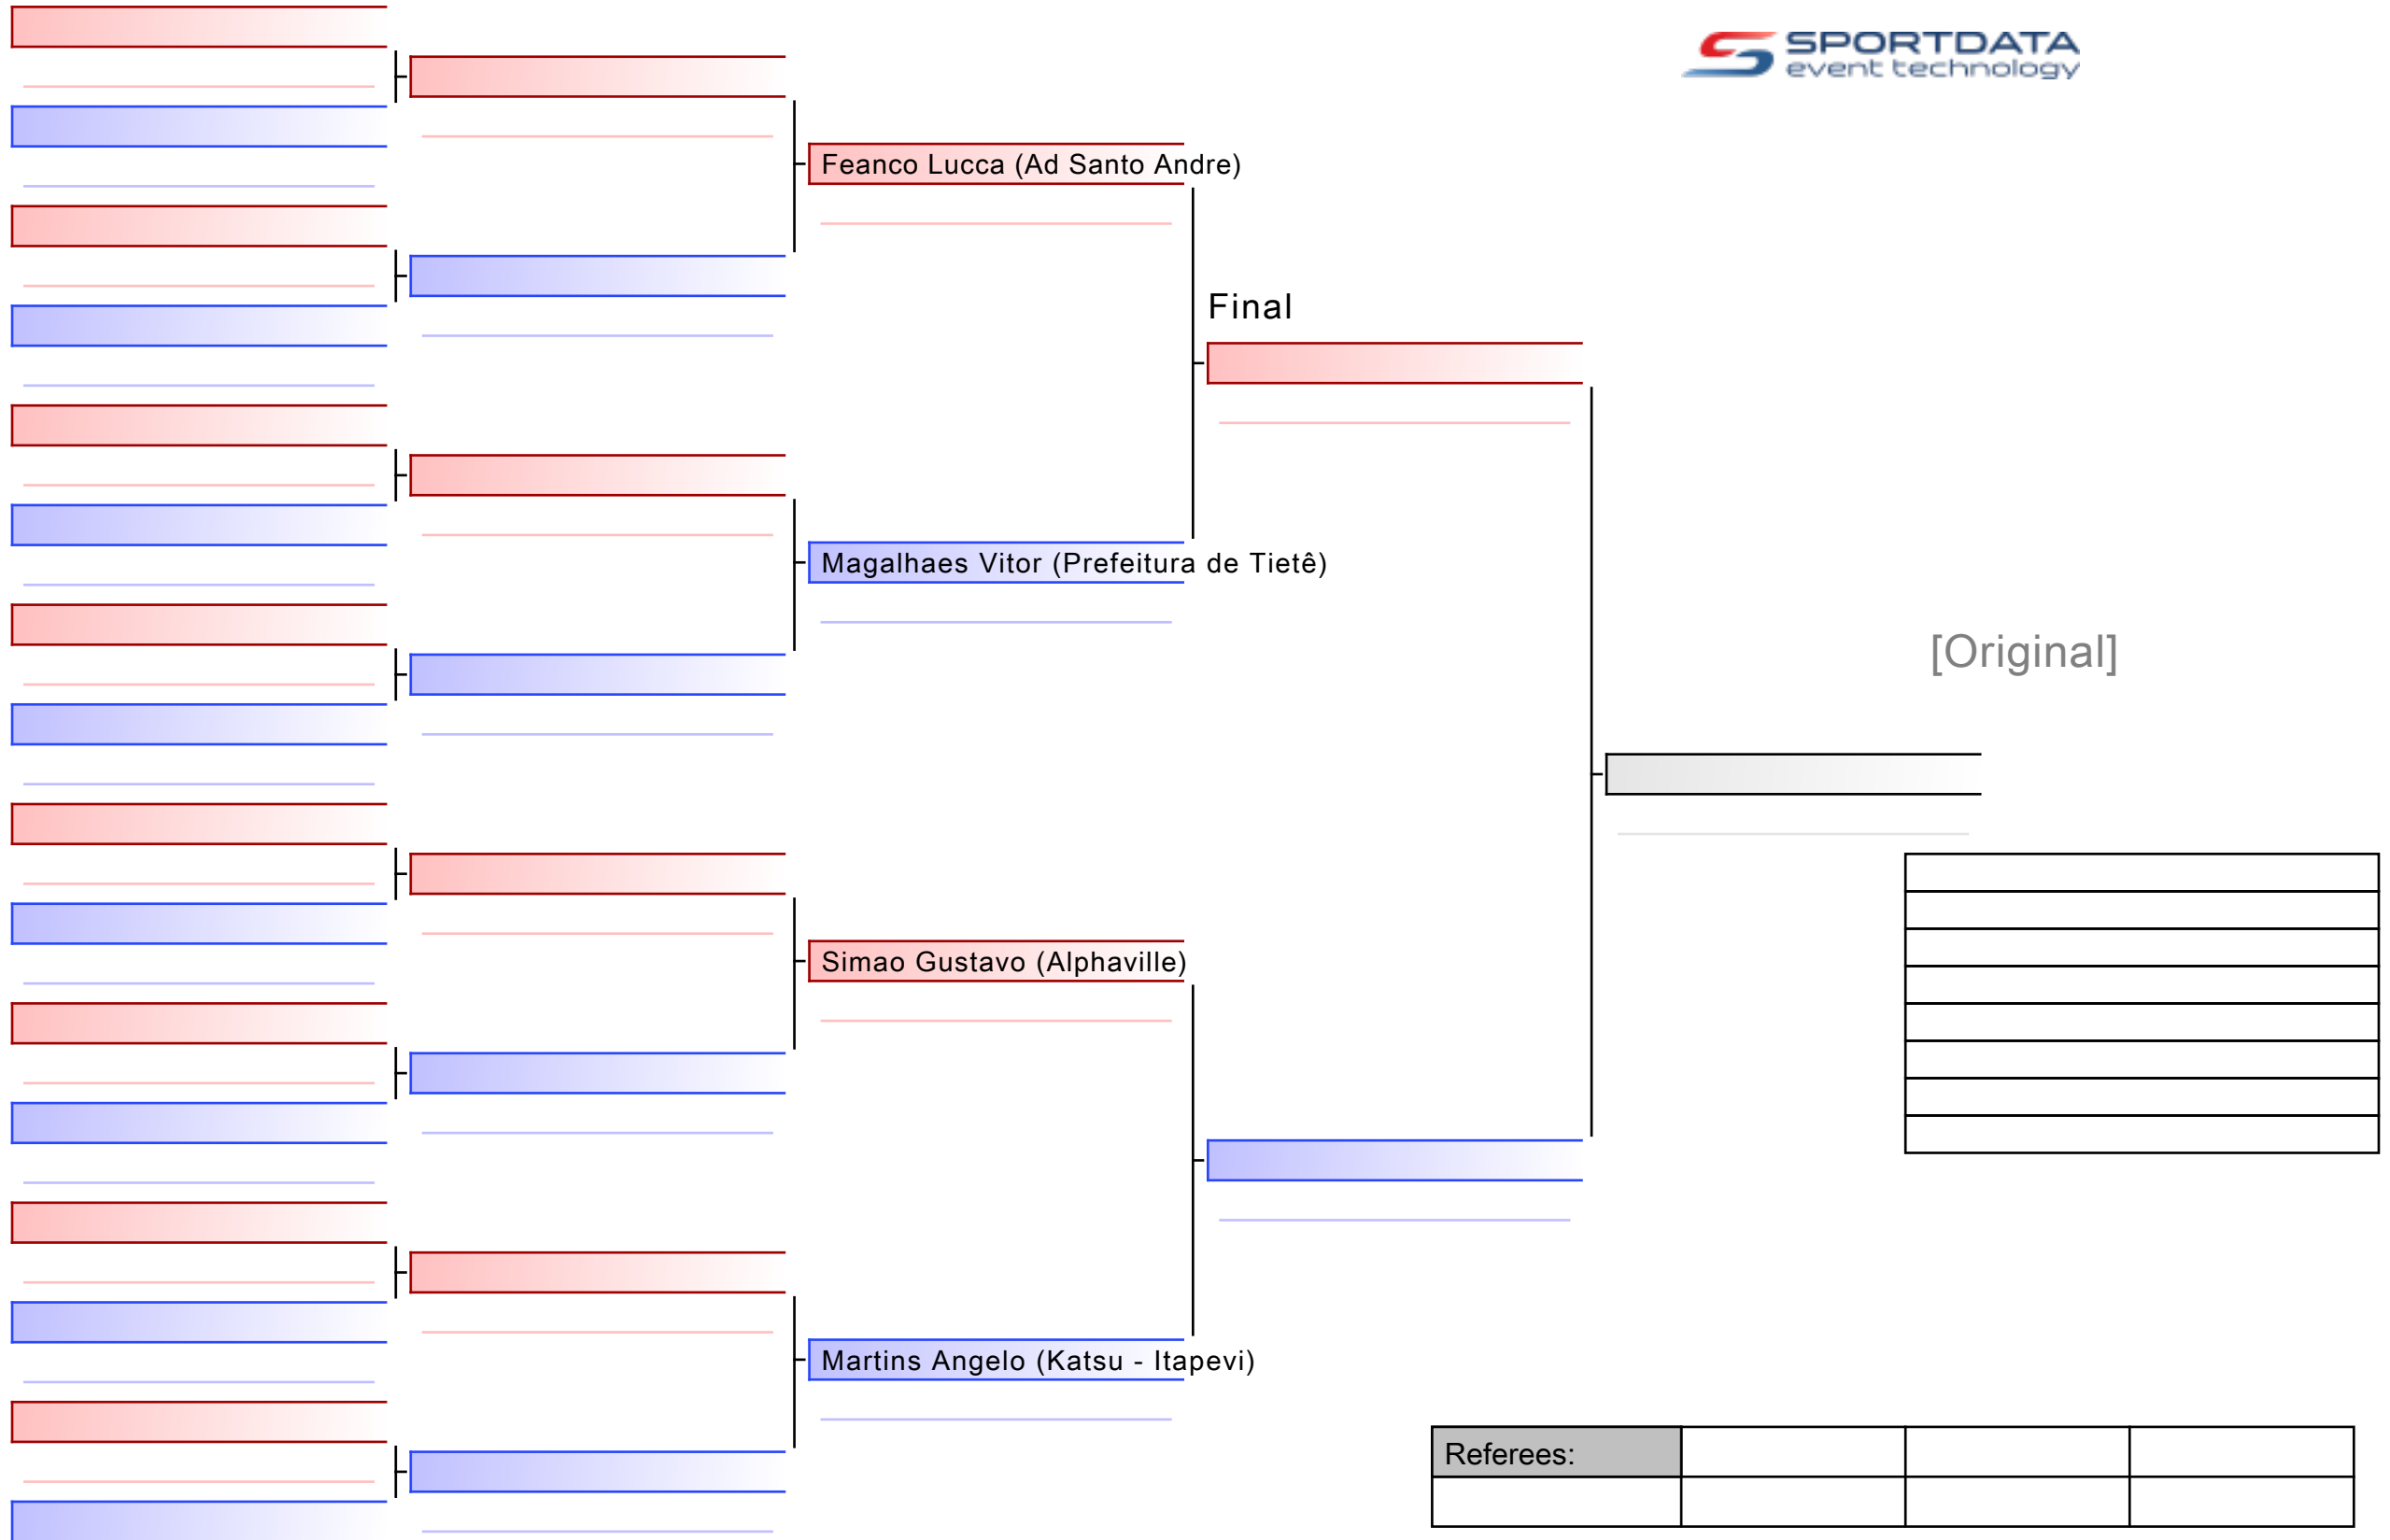 SPORTDATA
event technology
Feanco Lucca (Ad Santo Andre)
Final
Magalhaes Vitor (Prefeitura de Tietê)
[Original]
Simao Gustavo (Alphaville)
Martins Angelo (Katsu - Itapevi)
Referees: